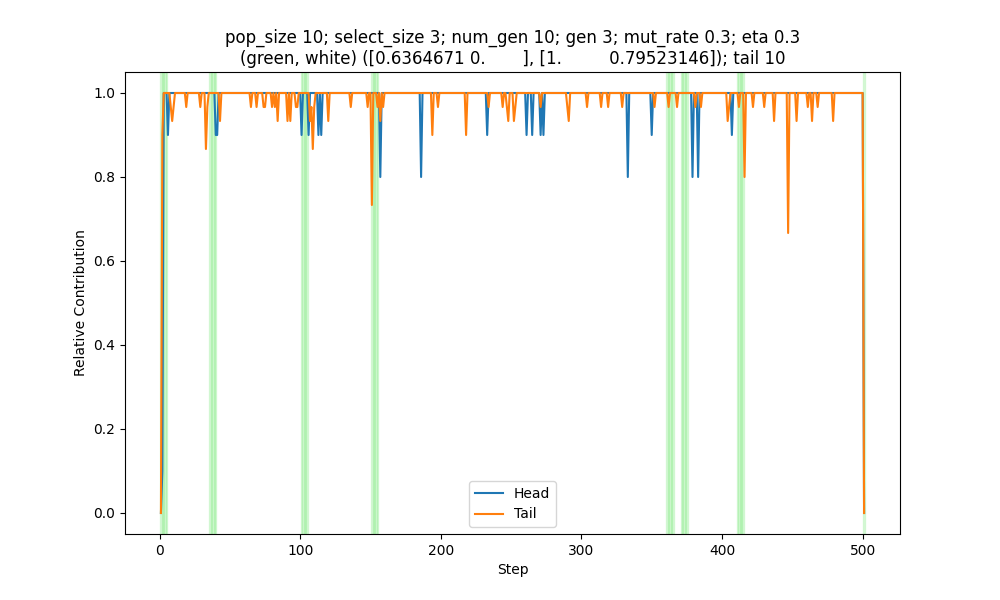 pop_size 10; select_size 3; num_gen 10; gen 3; mut_rate 0.3; eta 0.3
(green, white) ([0.6364671 0.       ], [1.         0.79523146]); tail 10
1.0
0.8
0.6
0.4
0.2
0.0
Relative Contribution
Head
Tail
0 100 200 300 400 500
Step